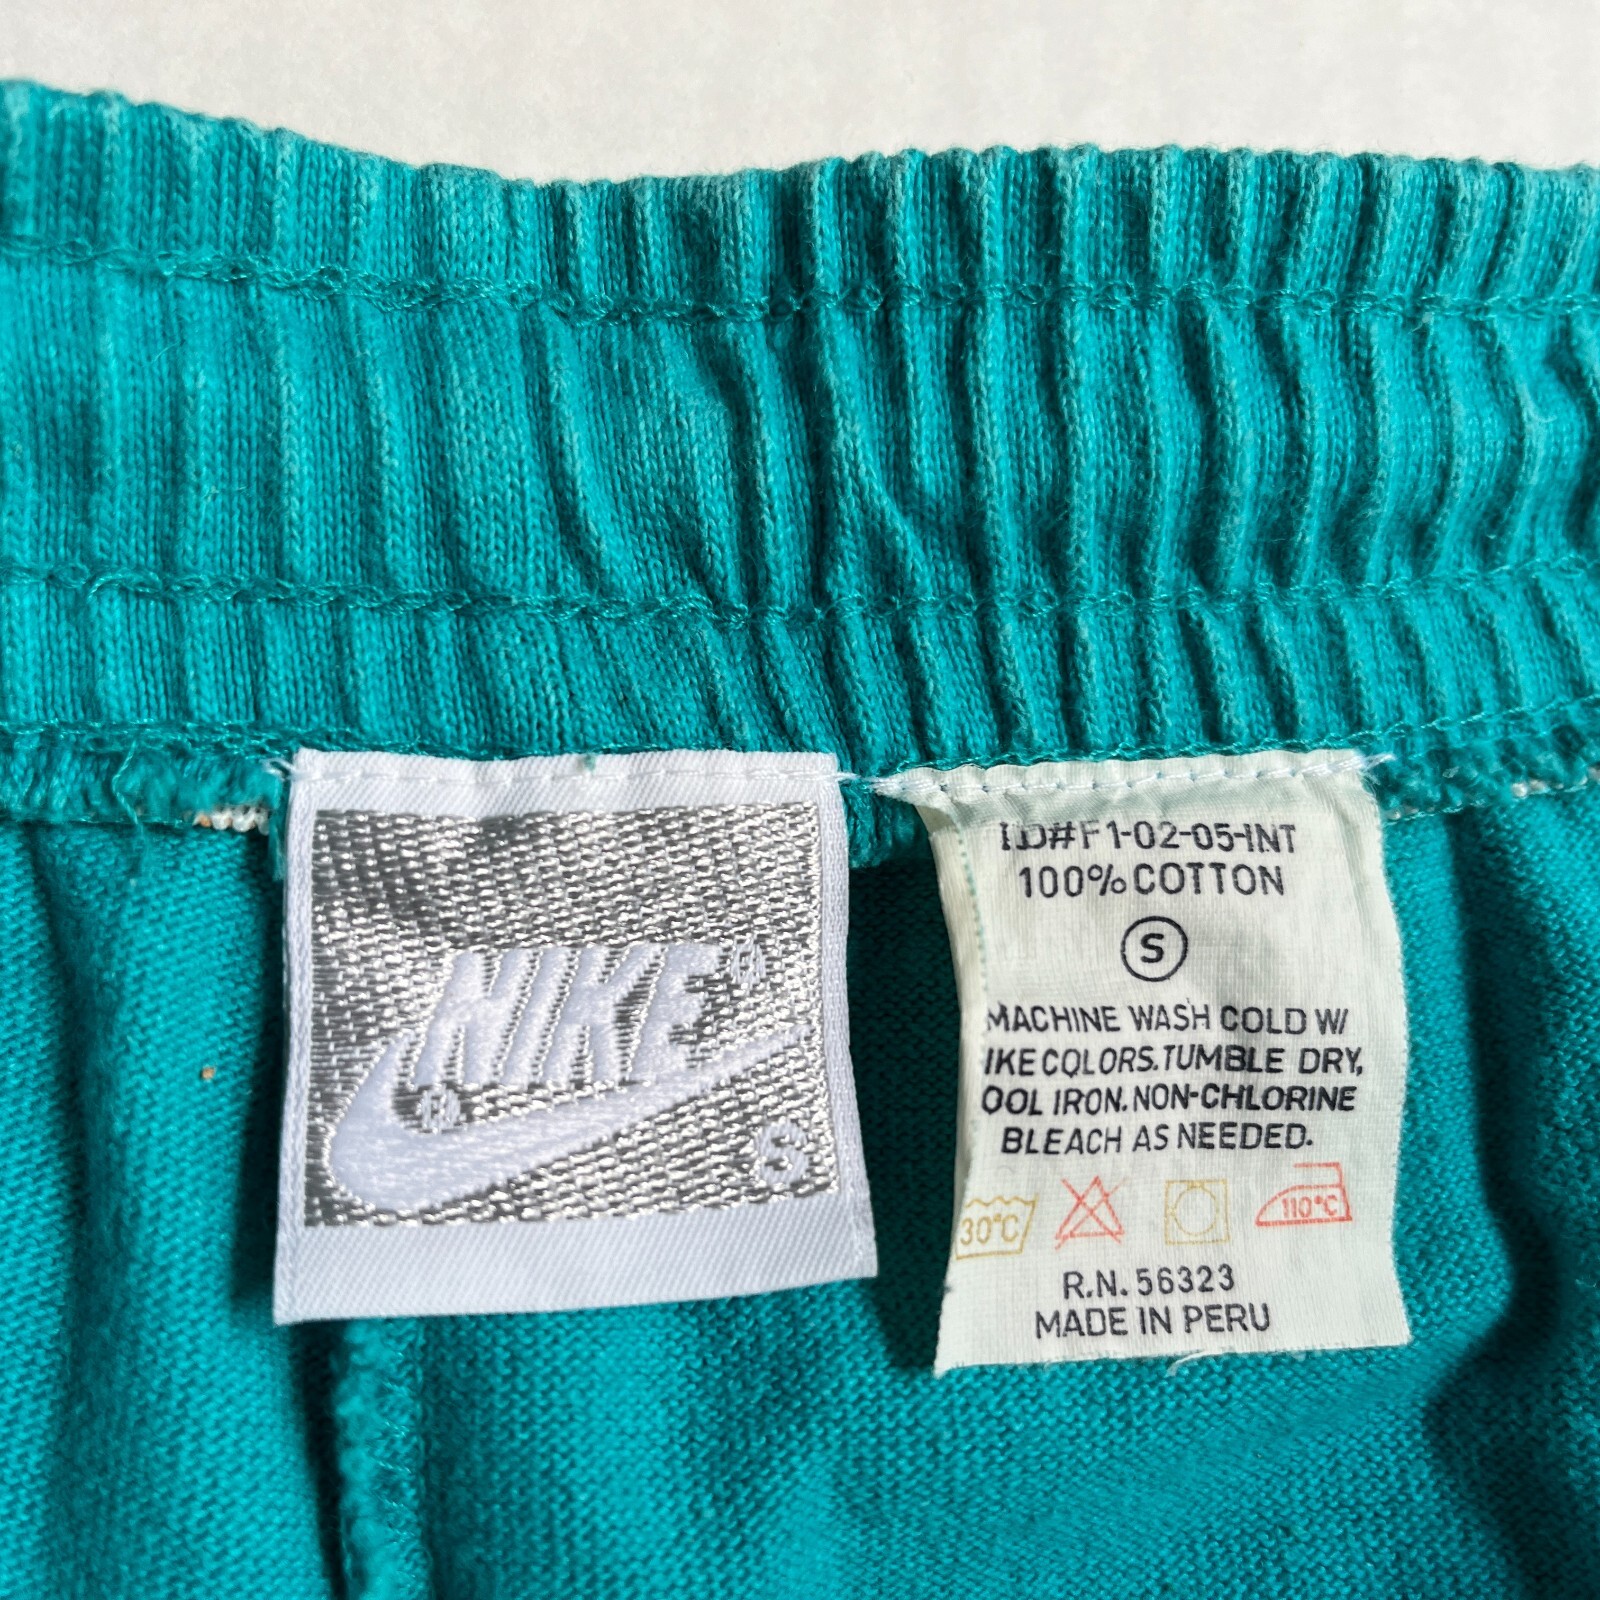 NIKE
S
ID#F1-02-05-INT
100% COTTON
S
MACHINE WASH COLD W/
IKE COLORS. TUMBLE DRY,
OOL IRON. NON-CHLORINE
BLEACH AS NEEDED.
30°C
110°C
R.N. 56323
MADE IN PERU